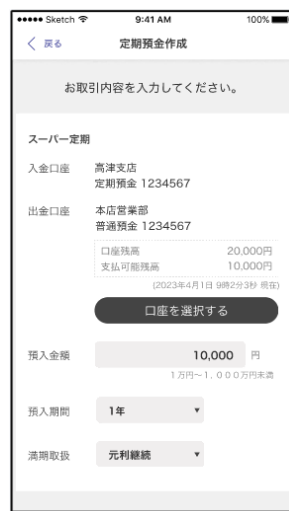 Sketch 9:41 AM 100%
戻る 定期預金作成
お取引内容を入力してください。
スーパー定期
入金口座 高津支店
定期預金 1234567
出金口座 本店営業部
普通預金 1234567
口座残高 20,000円
支払可能残高 10,000円
(2023年4月1日 9時2分3秒 現在)
口座を選択する
預入金額 10,000 円
1万円〜1,000万円未満
預入期間 1年
満期取扱 元利継続